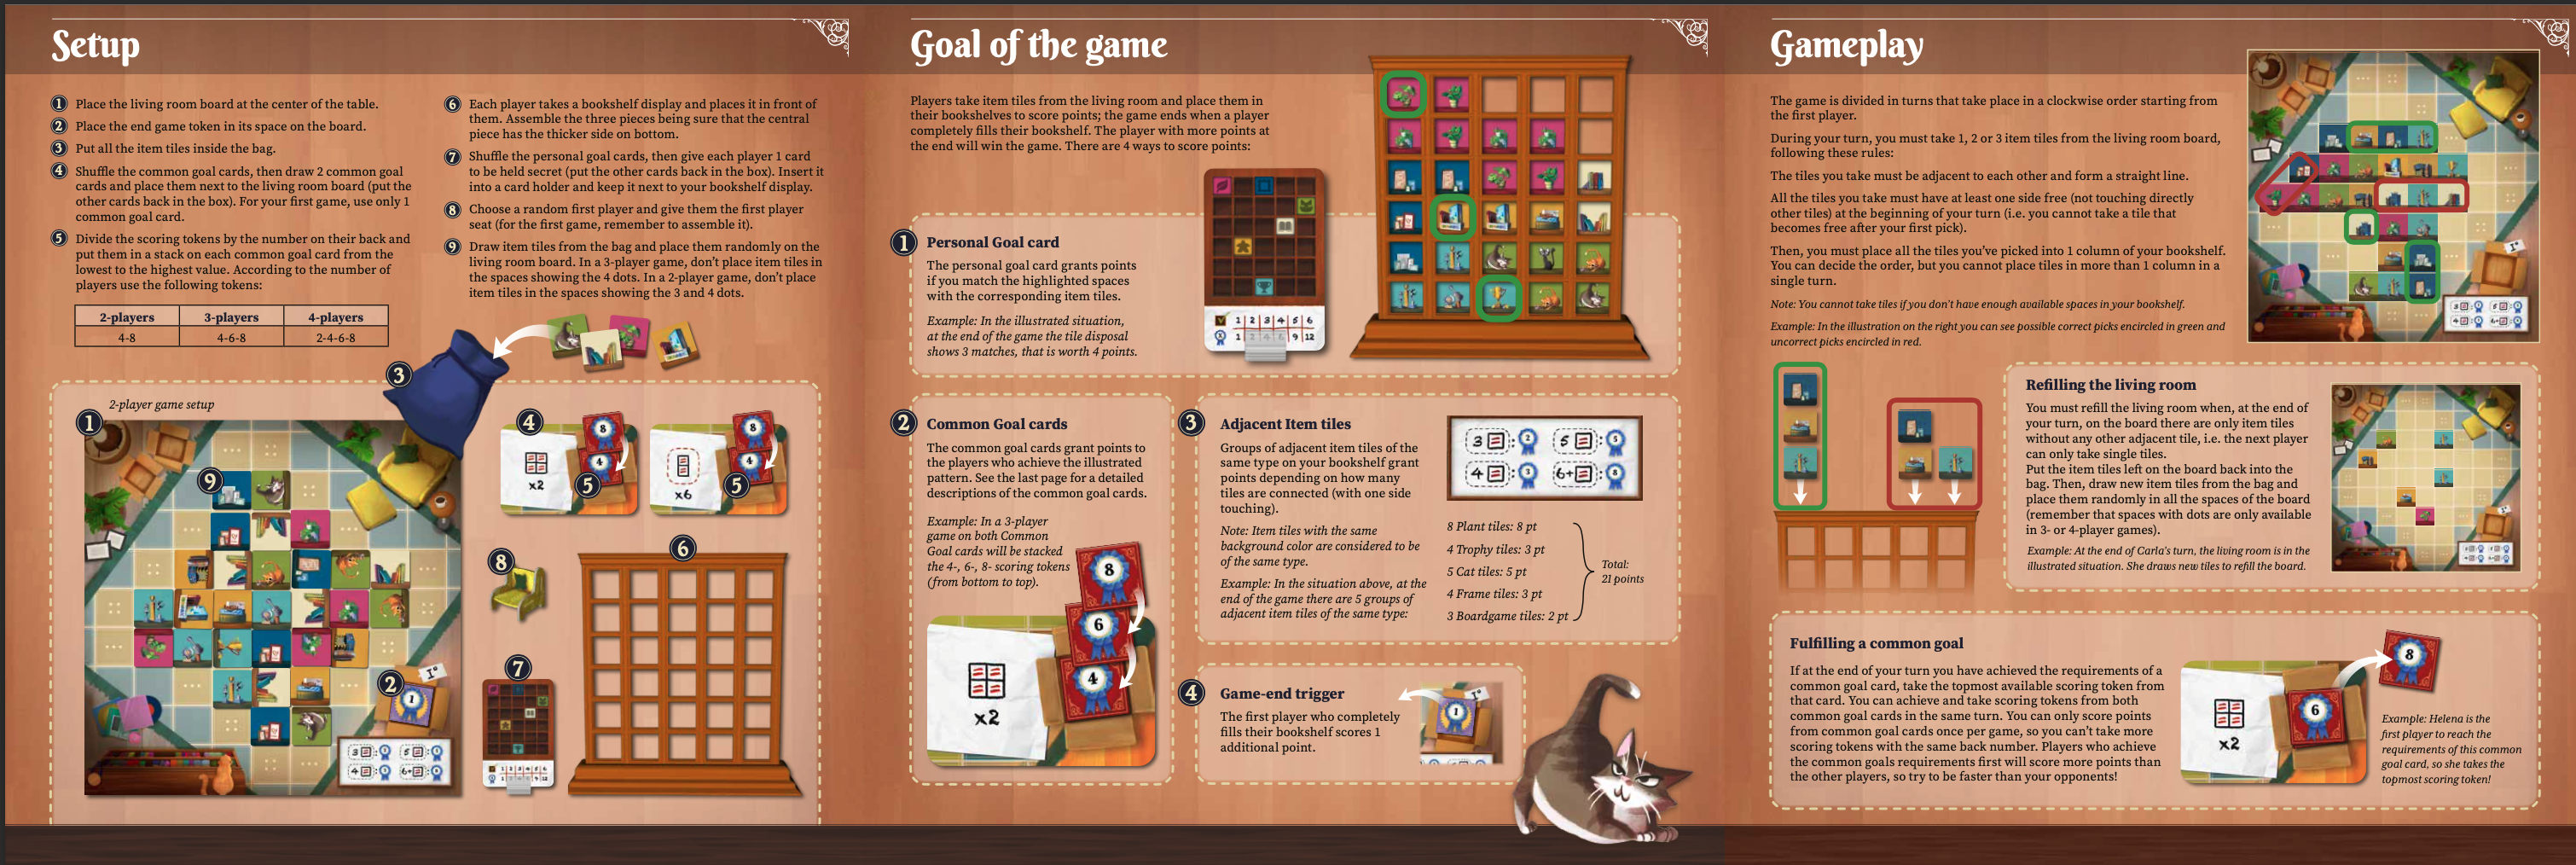 Setup
1 Place the living room board at the center of the table.
2 Place the end game token in its space on the board.
3 Put all the item tiles inside the bag.
4 Shuffle the common goal cards, then draw 2 common goal
cards and place them next to the living room board (put the
other cards back in the box). For your first game, use only 1
common goal card.
5 Divide the scoring tokens by the number on their back and
put them in a stack on each common goal card from the
lowest to the highest value. According to the number of
players use the following tokens:
2-players 3-players 4-players
4-8 4-6-8 2-4-6-8
6 Each player takes a bookshelf display and places it in front of
them. Assemble the three pieces being sure that the central
piece has the thicker side on bottom.
7 Shuffle the personal goal cards, then give each player 1 card
to be held secret (put the other cards back in the box). Insert it
into a card holder and keep it next to your bookshelf display.
8 Choose a random first player and give them the first player
seat (for the first game, remember to assemble it).
9 Draw item tiles from the bag and place them randomly on the
living room board. In a 3-player game, don't place item tiles in
the spaces showing the 4 dots. In a 2-player game, don't place
item tiles in the spaces showing the 3 and 4 dots.
3
2-player game setup
1
9
2
1
I°
3 2 5 5
4 3 6+ 8
4
8
4
5
x2
8
4
5
x6
8
6
7
1 2 3 4 5 6
1 2 4 6 9 12
Goal of the game
Players take item tiles from the living room and place them in
their bookshelves to score points; the game ends when a player
completely fills their bookshelf. The player with more points at
the end will win the game. There are 4 ways to score points:
1 Personal Goal card
The personal goal card grants points
if you match the highlighted spaces
with the corresponding item tiles.
Example: In the illustrated situation,
at the end of the game the tile disposal
shows 3 matches, that is worth 4 points.
1 2 3 4 5 6
1 2 4 6 9 12
2 Common Goal cards
The common goal cards grant points to
the players who achieve the illustrated
pattern. See the last page for a detailed
descriptions of the common goal cards.
Example: In a 3-player
game on both Common
Goal cards will be stacked
the 4-, 6-, 8- scoring tokens
(from bottom to top).
8
6
4
x2
3 Adjacent Item tiles
Groups of adjacent item tiles of the
same type on your bookshelf grant
points depending on how many
tiles are connected (with one side
touching).
Note: Item tiles with the same
background color are considered to be
of the same type.
Example: In the situation above, at the
end of the game there are 5 groups of
adjacent item tiles of the same type:
3 : 2 5 : 5
4 : 3 6+ : 8
8 Plant tiles: 8 pt
4 Trophy tiles: 3 pt
5 Cat tiles: 5 pt
4 Frame tiles: 3 pt
3 Boardgame tiles: 2 pt
Total:
21 points
4 Game-end trigger
The first player who completely
fills their bookshelf scores 1
additional point.
1
I°
Gameplay
The game is divided in turns that take place in a clockwise order starting from
the first player.
During your turn, you must take 1, 2 or 3 item tiles from the living room board,
following these rules:
The tiles you take must be adjacent to each other and form a straight line.
All the tiles you take must have at least one side free (not touching directly
other tiles) at the beginning of your turn (i.e. you cannot take a tile that
becomes free after your first pick).
Then, you must place all the tiles you've picked into 1 column of your bookshelf.
You can decide the order, but you cannot place tiles in more than 1 column in a
single turn.
Note: You cannot take tiles if you don't have enough available spaces in your bookshelf.
Example: In the illustration on the right you can see possible correct picks encircled in green and
uncorrect picks encircled in red.
I°
Refilling the living room
You must refill the living room when, at the end of
your turn, on the board there are only item tiles
without any other adjacent tile, i.e. the next player
can only take single tiles.
Put the item tiles left on the board back into the
bag. Then, draw new item tiles from the bag and
place them randomly in all the spaces of the board
(remember that spaces with dots are only available
in 3- or 4-player games).
Example: At the end of Carla's turn, the living room is in the
illustrated situation. She draws new tiles to refill the board.
Fulfilling a common goal
If at the end of your turn you have achieved the requirements of a
common goal card, take the topmost available scoring token from
that card. You can achieve and take scoring tokens from both
common goal cards in the same turn. You can only score points
from common goal cards once per game, so you can't take more
scoring tokens with the same back number. Players who achieve
the common goals requirements first will score more points than
the other players, so try to be faster than your opponents!
8
6
x2
Example: Helena is the
first player to reach the
requirements of this common
goal card, so she takes the
topmost scoring token!